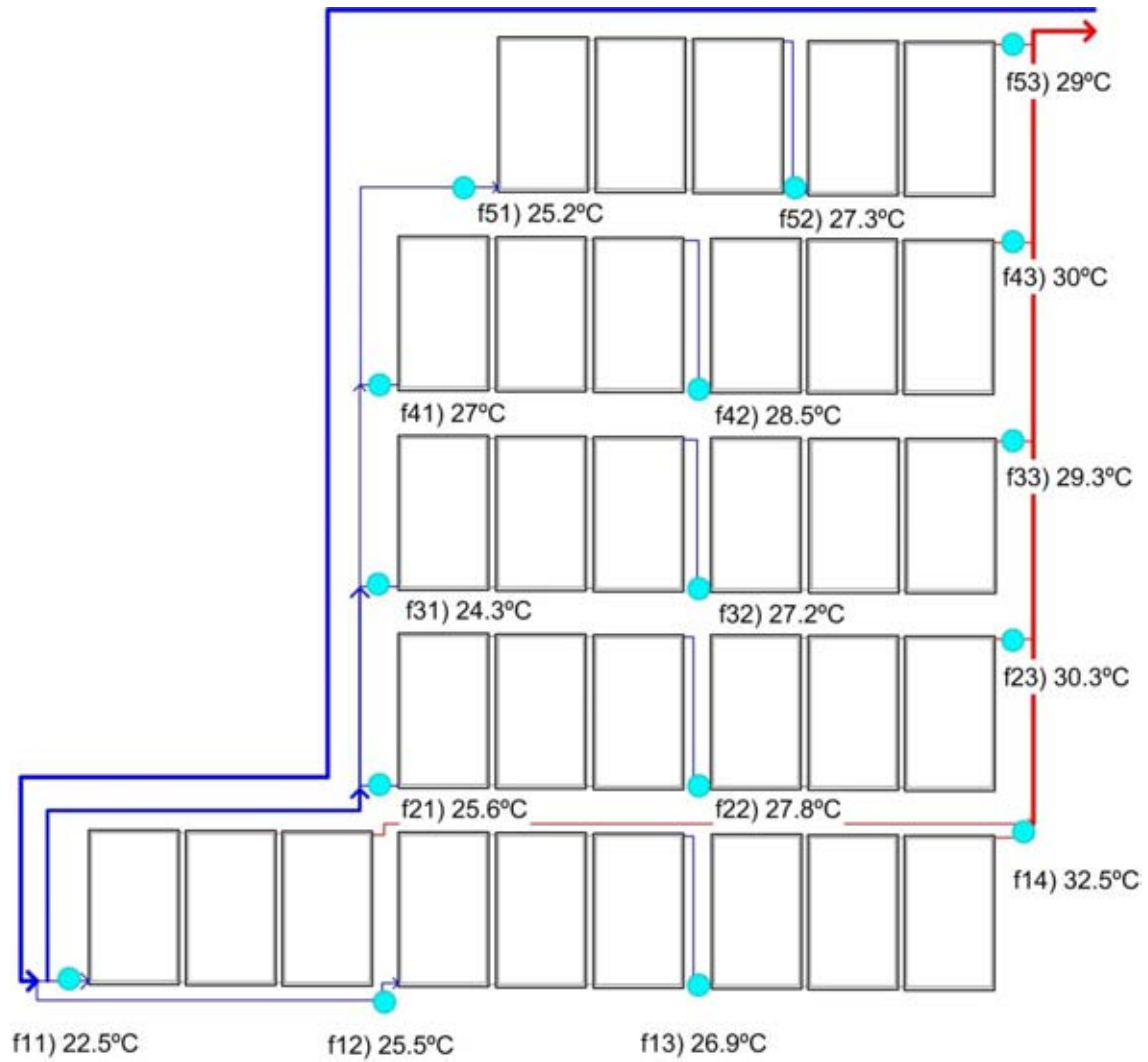 f53) 29ºC
f51) 25.2ºC
f52) 27.3ºC
f43) 30ºC
f41) 27ºC
f42) 28.5ºC
f33) 29.3ºC
f31) 24.3ºC
f32) 27.2ºC
f23) 30.3ºC
f21) 25.6ºC
f22) 27.8ºC
f14) 32.5ºC
f11) 22.5ºC
f12) 25.5ºC
f13) 26.9ºC